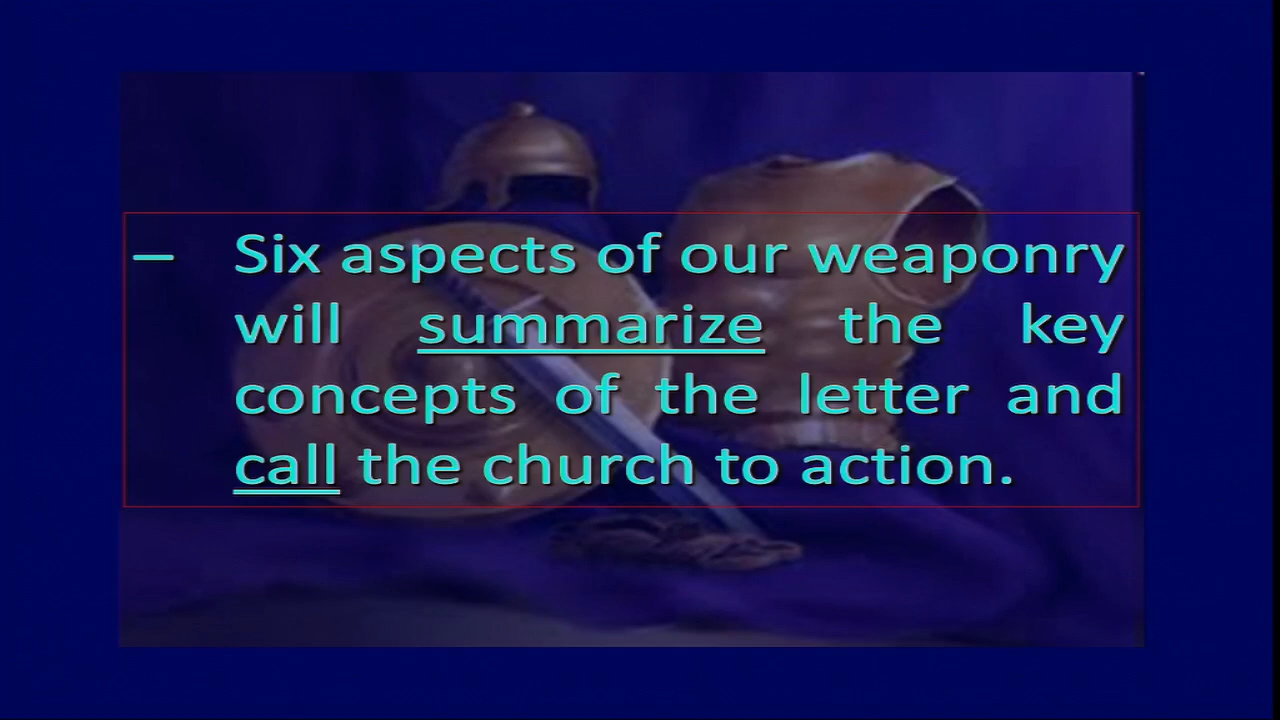 – Six aspects of our weaponry
will summarize the key
concepts of the letter and
call the church to action.